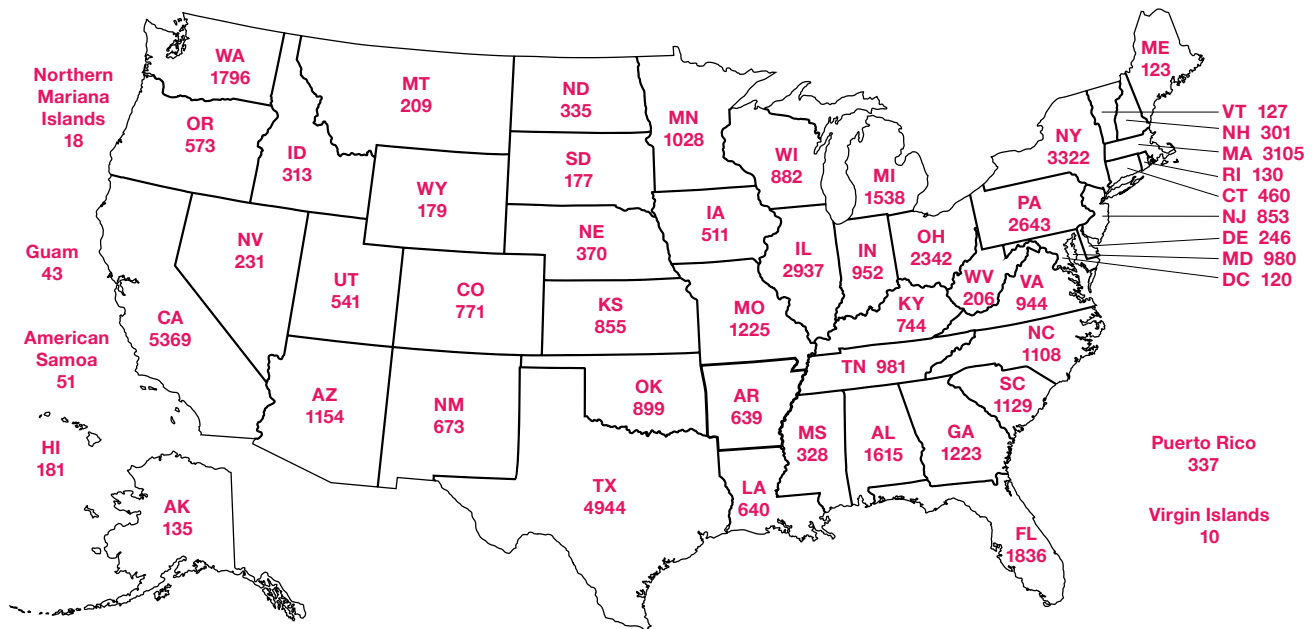 WA
1796
Northern
Mariana
Islands
18
OR
573
ID
313
MT
209
ND
335
MN
1028
SD
177
WY
179
WI
882
MI
1538
NY
3322
ME
123
VT 127
NH 301
MA 3105
RI 130
CT 460
NJ 853
DE 246
MD 980
DC 120
Guam
43
NV
231
UT
541
CO
771
NE
370
IA
511
IL
2937
IN
952
OH
2342
PA
2643
WV
206
VA
944
KY
744
KS
855
MO
1225
CA
5369
American
Samoa
51
AZ
1154
NM
673
OK
899
AR
639
TN 981
NC
1108
SC
1129
MS
328
AL
1615
GA
1223
HI
181
AK
135
TX
4944
LA
640
FL
1836
Puerto Rico
337
Virgin Islands
10